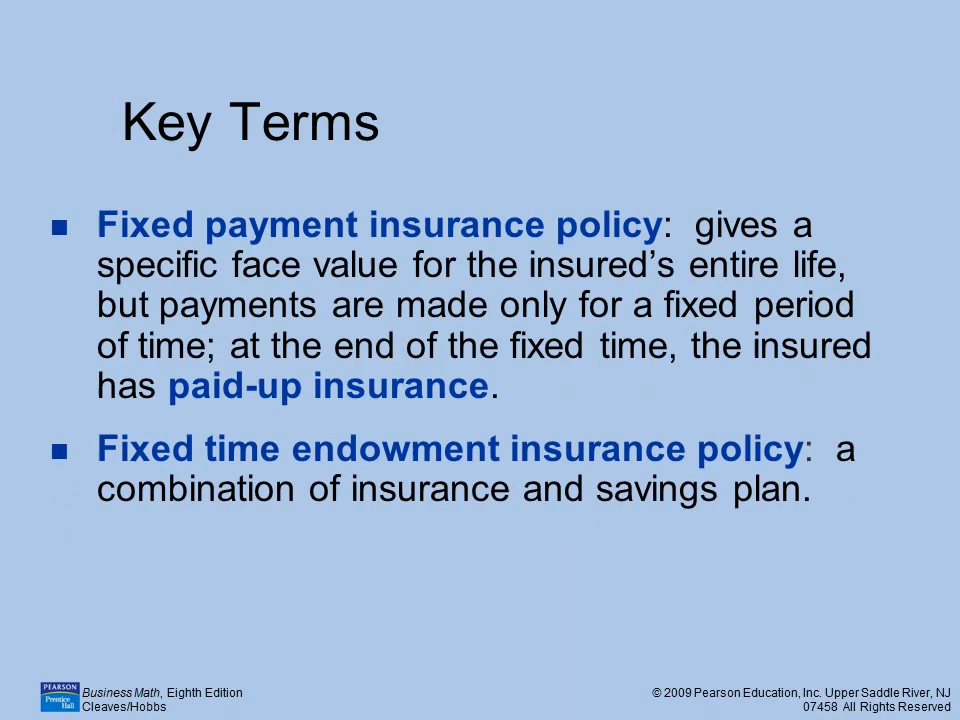 Key Terms
Fixed payment insurance policy: gives a
specific face value for the insured’s entire life,
but payments are made only for a fixed period
of time; at the end of the fixed time, the insured
has paid-up insurance.
Fixed time endowment insurance policy: a
combination of insurance and savings plan.
PEARSON
Prentice
Hall
Business Math, Eighth Edition
Cleaves/Hobbs
© 2009 Pearson Education, Inc. Upper Saddle River, NJ
07458 All Rights Reserved